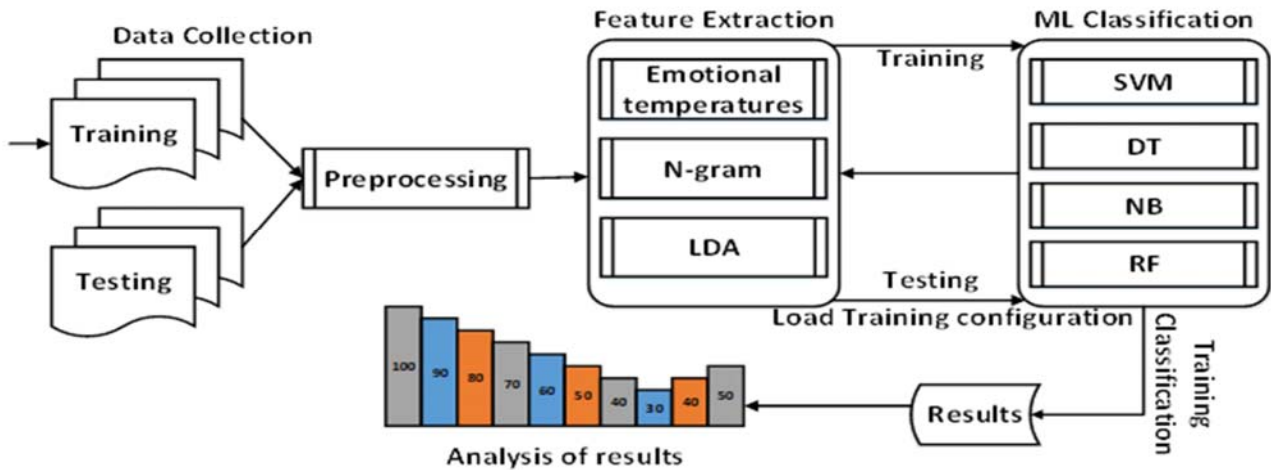 Data Collection
Training
Testing
Preprocessing
Feature Extraction
Emotional
temperatures
N-gram
LDA
Training
Testing
Load Training configuration
ML Classification
SVM
DT
NB
RF
Training
Classification
Results
100
90
80
70
60
50
40
30
40
50
Analysis of results